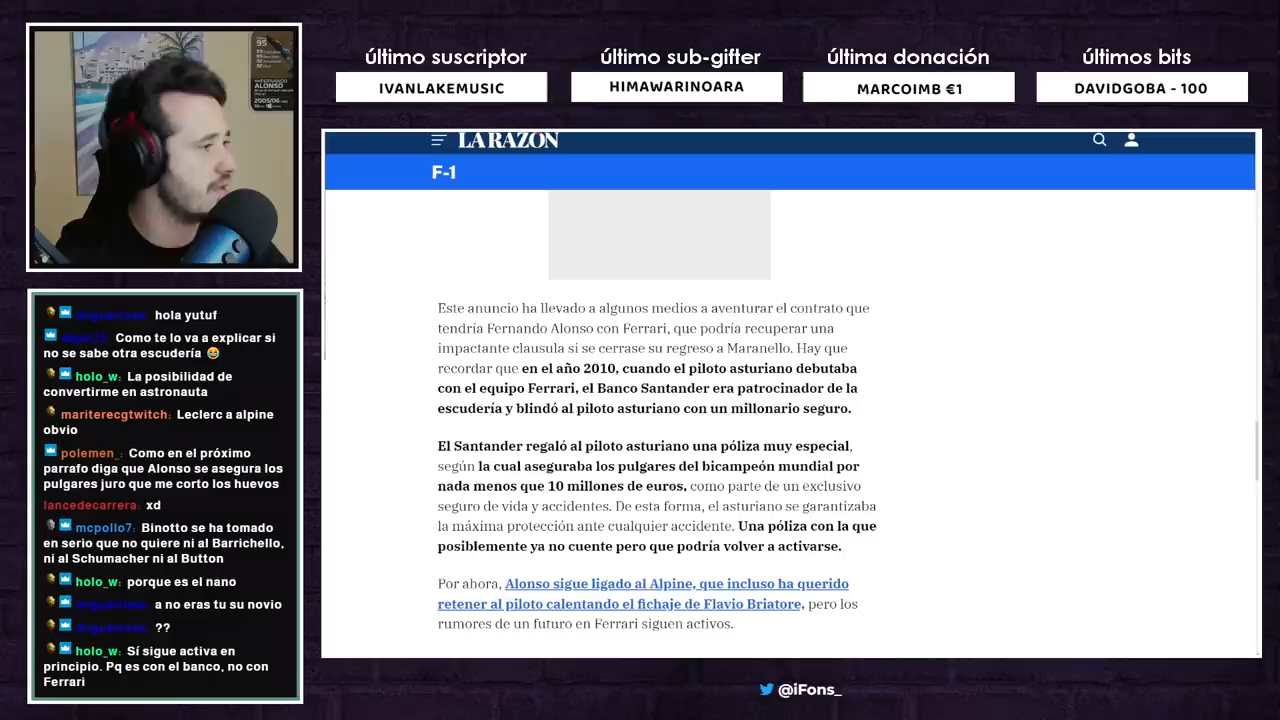 último suscriptor
último sub-gifter
última donación
últimos bits
IVANLAKEMUSIC
HIMAWARINOARA
MARCOIMB €1
DAVIDGOBA - 100
95
FERNANDO
ALONSO
2005/06
LA RAZÓN
F-1
Este anuncio ha llevado a algunos medios a aventurar el contrato que
tendría Fernando Alonso con Ferrari, que podría recuperar una
impactante clausula si se cerrase su regreso a Maranello. Hay que
recordar que en el año 2010, cuando el piloto asturiano debutaba
con el equipo Ferrari, el Banco Santander era patrocinador de la
escudería y blindó al piloto asturiano con un millonario seguro.
El Santander regaló al piloto asturiano una póliza muy especial,
según la cual aseguraba los pulgares del bicampeón mundial por
nada menos que 10 millones de euros, como parte de un exclusivo
seguro de vida y accidentes. De esta forma, el asturiano se garantizaba
la máxima protección ante cualquier accidente. Una póliza con la que
posiblemente ya no cuente pero que podría volver a activarse.
Por ahora, Alonso sigue ligado al Alpine, que incluso ha querido
retener al piloto calentando el fichaje de Flavio Briatore, pero los
rumores de un futuro en Ferrari siguen activos.
hola yutuf
Como te lo va a explicar si
no se sabe otra escudería 😂
holo_w: La posibilidad de
convertirme en astronauta
mariterecgtwitch: Leclerc a alpine
obvio
polemen_: Como en el próximo
parrafo diga que Alonso se asegura los
pulgares juro que me corto los huevos
lancedecarrera: xd
mcpollo7: Binotto se ha tomado
en serio que no quiere ni al Barrichello,
ni al Schumacher ni al Button
holo_w: porque es el nano
a no eras tu su novio
??
holo_w: Sí sigue activa en
principio. Pq es con el banco, no con
Ferrari
@iFons_